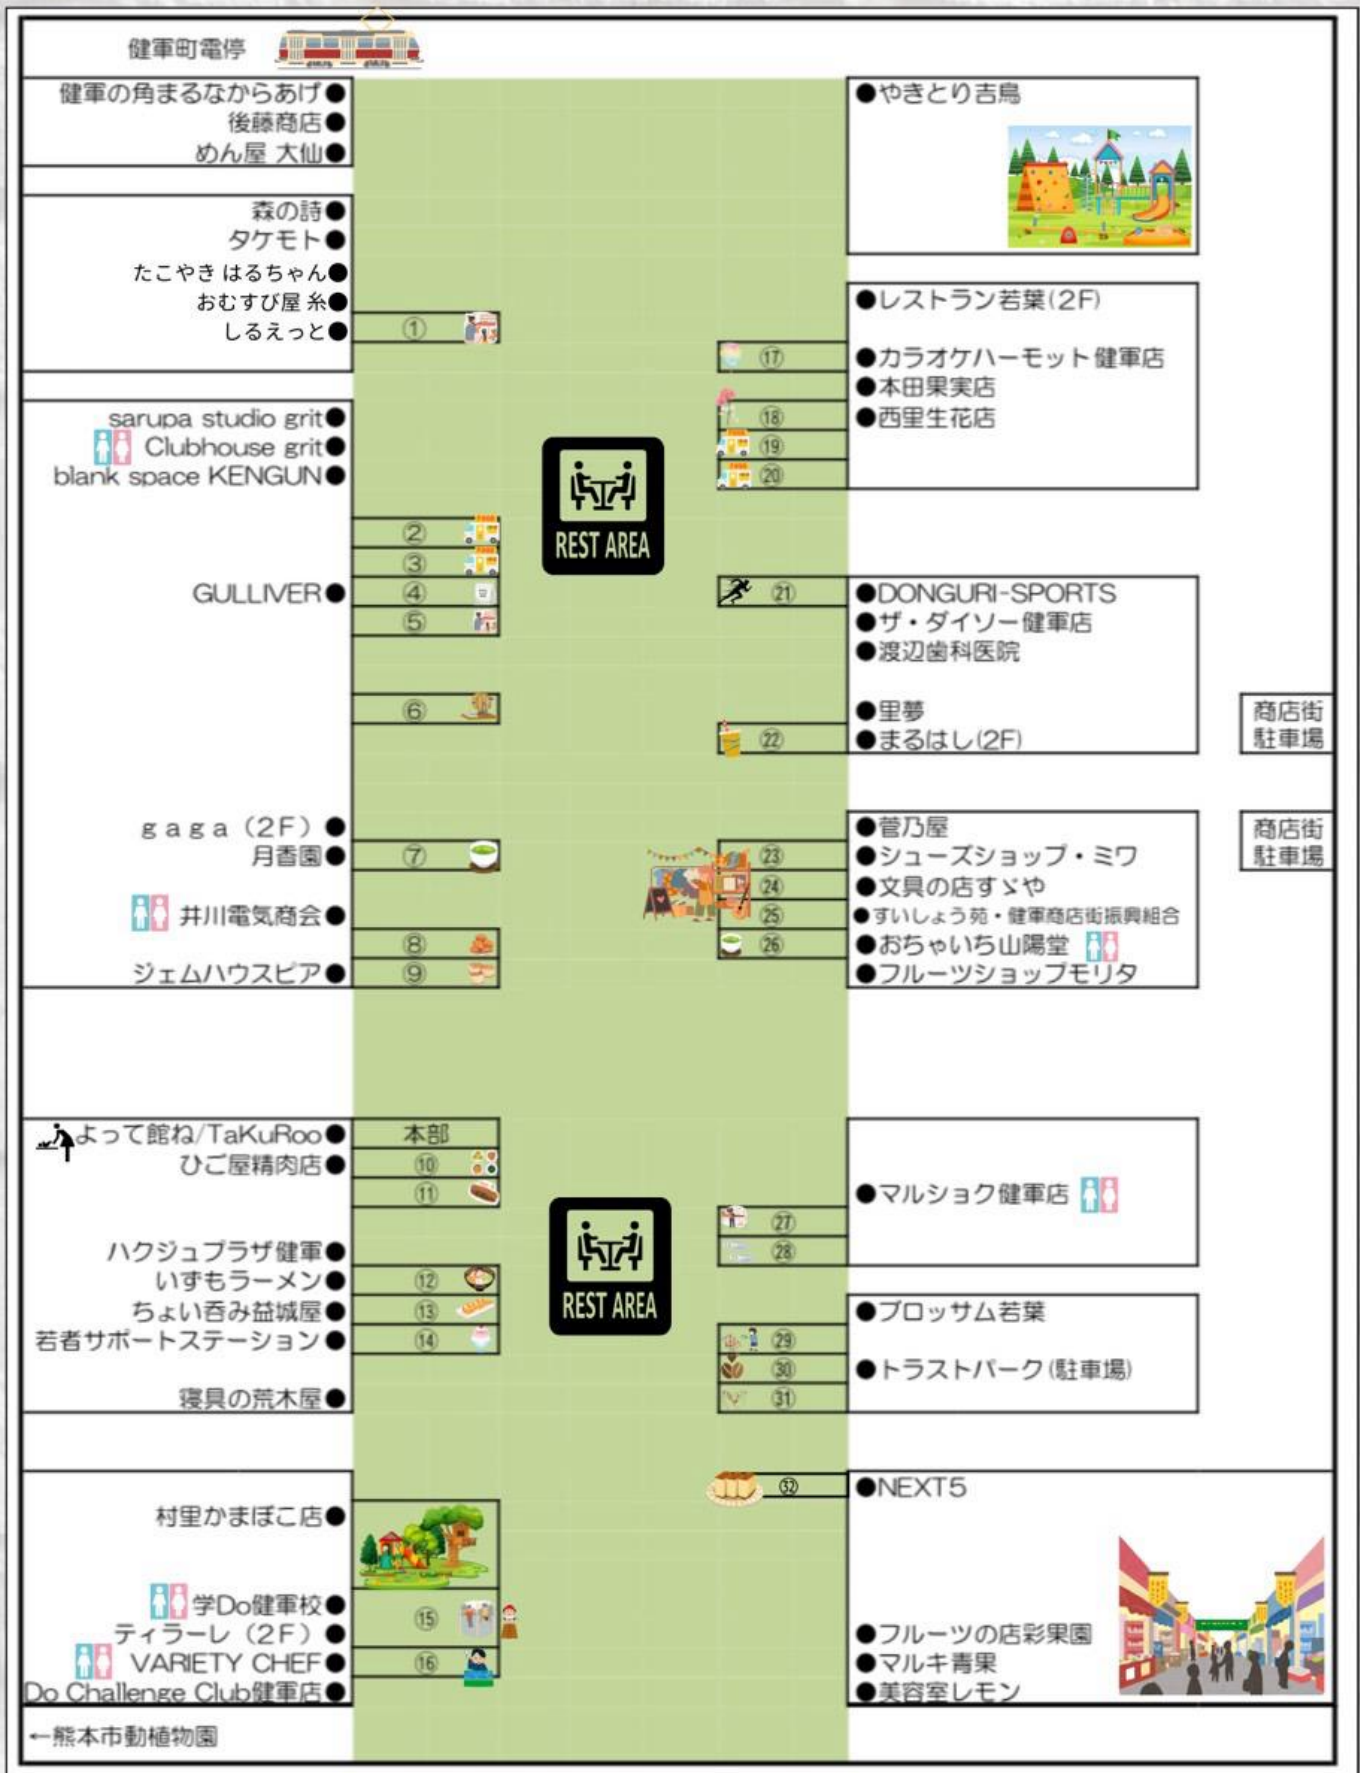 健軍町電停
健軍の角まるなからあげ●
後藤商店●
めん屋 大仙●
森の詩●
タケモト●
たこやき はるちゃん●
おむすび屋 糸●
しるえっと●
①
sarupa studio grit●
Clubhouse grit●
blank space KENGUN●
②
③
GULLIVER●
④
⑤
⑥
gaga（2F）●
月香園●
⑦
井川電気商会●
⑧
ジェムハウスピア●
⑨
よって館ね/TaKuRoo●
本部
ひご屋精肉店●
⑩
⑪
ハクジュプラザ健軍●
いずもラーメン●
⑫
ちょい呑み益城屋●
⑬
若者サポートステーション●
⑭
寝具の荒木屋●
村里かまぼこ店●
学Do健軍校●
⑮
ティラーレ（2F）●
VARIETY CHEF●
⑯
Do Challenge Club健軍店●
←熊本市動植物園
REST AREA
REST AREA
●やきとり吉鳥
●レストラン若葉(2F)
⑰
●カラオケハーモット健軍店
●本田果実店
⑱
●西里生花店
⑲
⑳
㉑
●DONGURI-SPORTS
●ザ・ダイソー健軍店
●渡辺歯科医院
●里夢
㉒
●まるはし(2F)
商店街
駐車場
●菅乃屋
㉓
●シューズショップ・ミワ
㉔
●文具の店すゞや
㉕
●すいしょう苑・健軍商店街振興組合
㉖
●おちゃいち山陽堂
●フルーツショップモリタ
商店街
駐車場
●マルショク健軍店
㉗
㉘
●ブロッサム若葉
㉙
㉚
●トラストパーク(駐車場)
㉛
㉜
●NEXT5
●フルーツの店彩果園
●マルキ青果
●美容室レモン